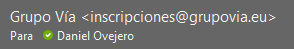 Grupo Vía <inscripciones@grupovia.eu>
Para Daniel Ovejero